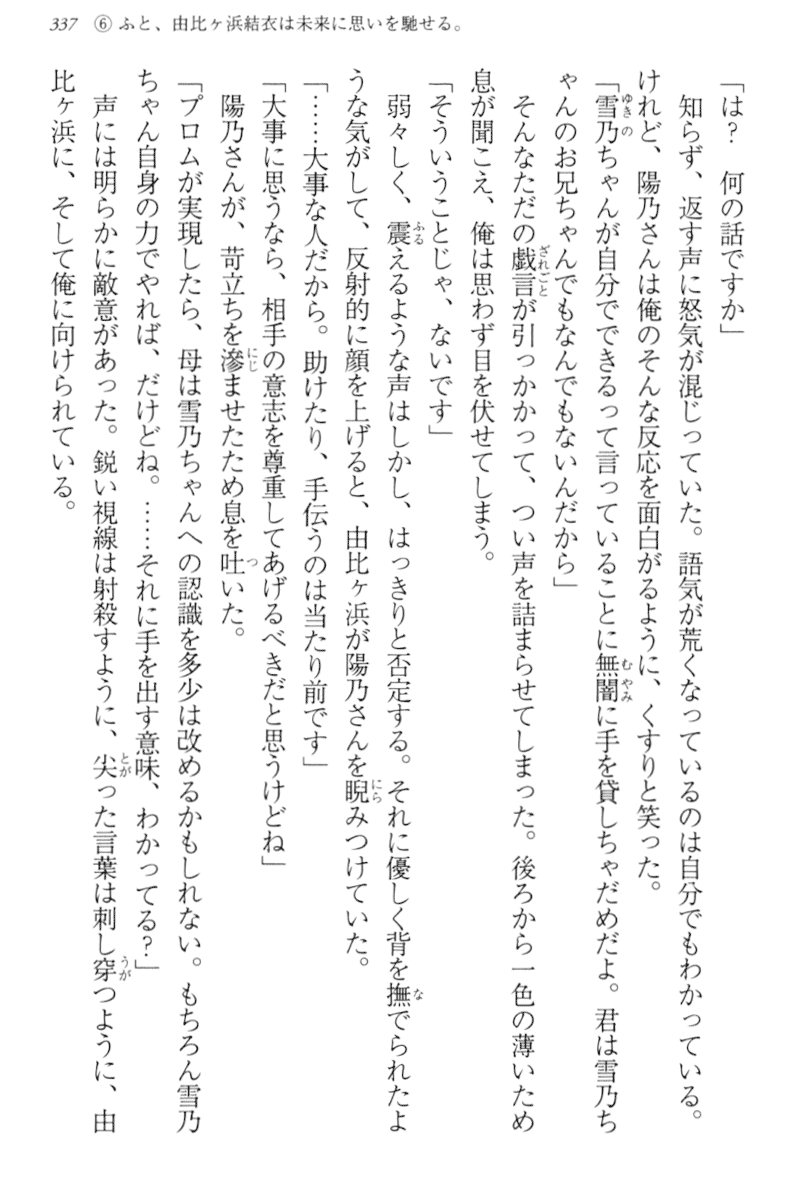 337 ⑥ ふと、由比ヶ浜結衣は未来に思いを馳せる。
「は？　何の話ですか」
　知らず、返す声に怒気が混じっていた。語気が荒くなっているのは自分でもわかっている。
けれど、陽乃さんは俺のそんな反応を面白がるように、くすりと笑った。
「雪乃ちゃんが自分でできるって言っていることに無闇に手を貸しちゃだめだよ。君は雪乃ち
ゃんのお兄ちゃんでもなんでもないんだから」
　そんなただの戯言が引っかかって、つい声を詰まらせてしまった。後ろから一色の薄いため
息が聞こえ、俺は思わず目を伏せてしまう。
「そういうことじゃ、ないです」
　弱々しく、震えるような声はしかし、はっきりと否定する。それに優しく背を撫でられたよ
うな気がして、反射的に顔を上げると、由比ヶ浜が陽乃さんを睨みつけていた。
「……大事な人だから。助けたり、手伝うのは当たり前です」
「大事に思うなら、相手の意志を尊重してあげるべきだと思うけどね」
　陽乃さんが、苛立ちを滲ませたため息を吐いた。
「プロムが実現したら、母は雪乃ちゃんへの認識を多少は改めるかもしれない。もちろん雪乃
ちゃん自身の力でやれば、だけどね。……それに手を出す意味、わかってる？」
　声には明らかに敵意があった。鋭い視線は射殺すように、尖った言葉は刺し穿つように、由
比ヶ浜に、そして俺に向けられている。